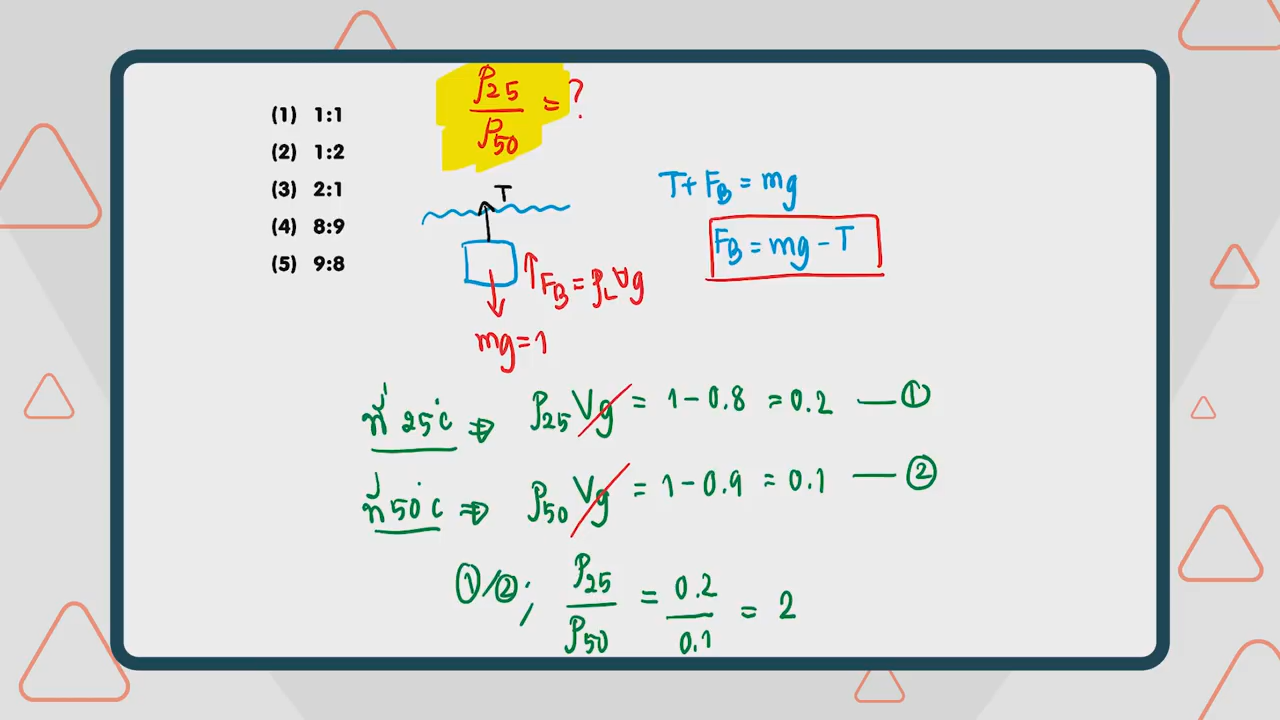 ρ25/ρ50 = ?
(1) 1:1
(2) 1:2
(3) 2:1
(4) 8:9
(5) 9:8
T
FB = ρL∀g
mg = 1
T + FB = mg
FB = mg - T
ที่ 25°C ⇒ ρ25 Vg = 1 - 0.8 = 0.2 — ①
ที่ 50°C ⇒ ρ50 Vg = 1 - 0.9 = 0.1 — ②
①/②; ρ25/ρ50 = 0.2/0.1 = 2